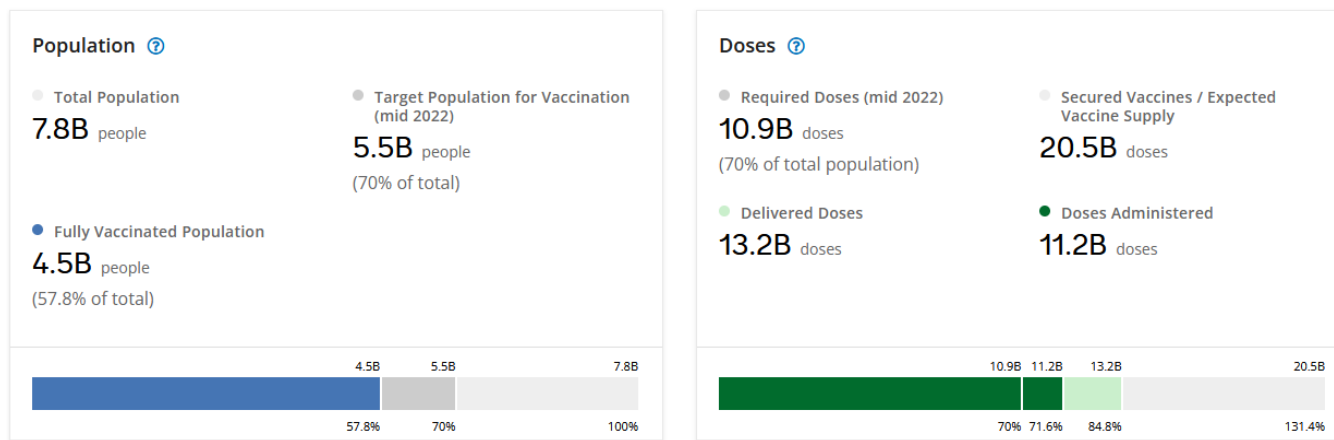 Population ?
Total Population
7.8B people
Target Population for Vaccination
(mid 2022)
5.5B people
(70% of total)
Fully Vaccinated Population
4.5B people
(57.8% of total)
4.5B 5.5B 7.8B
57.8% 70% 100%
Doses ?
Required Doses (mid 2022)
10.9B doses
(70% of total population)
Secured Vaccines / Expected
Vaccine Supply
20.5B doses
Delivered Doses
13.2B doses
Doses Administered
11.2B doses
10.9B 11.2B 13.2B 20.5B
70% 71.6% 84.8% 131.4%